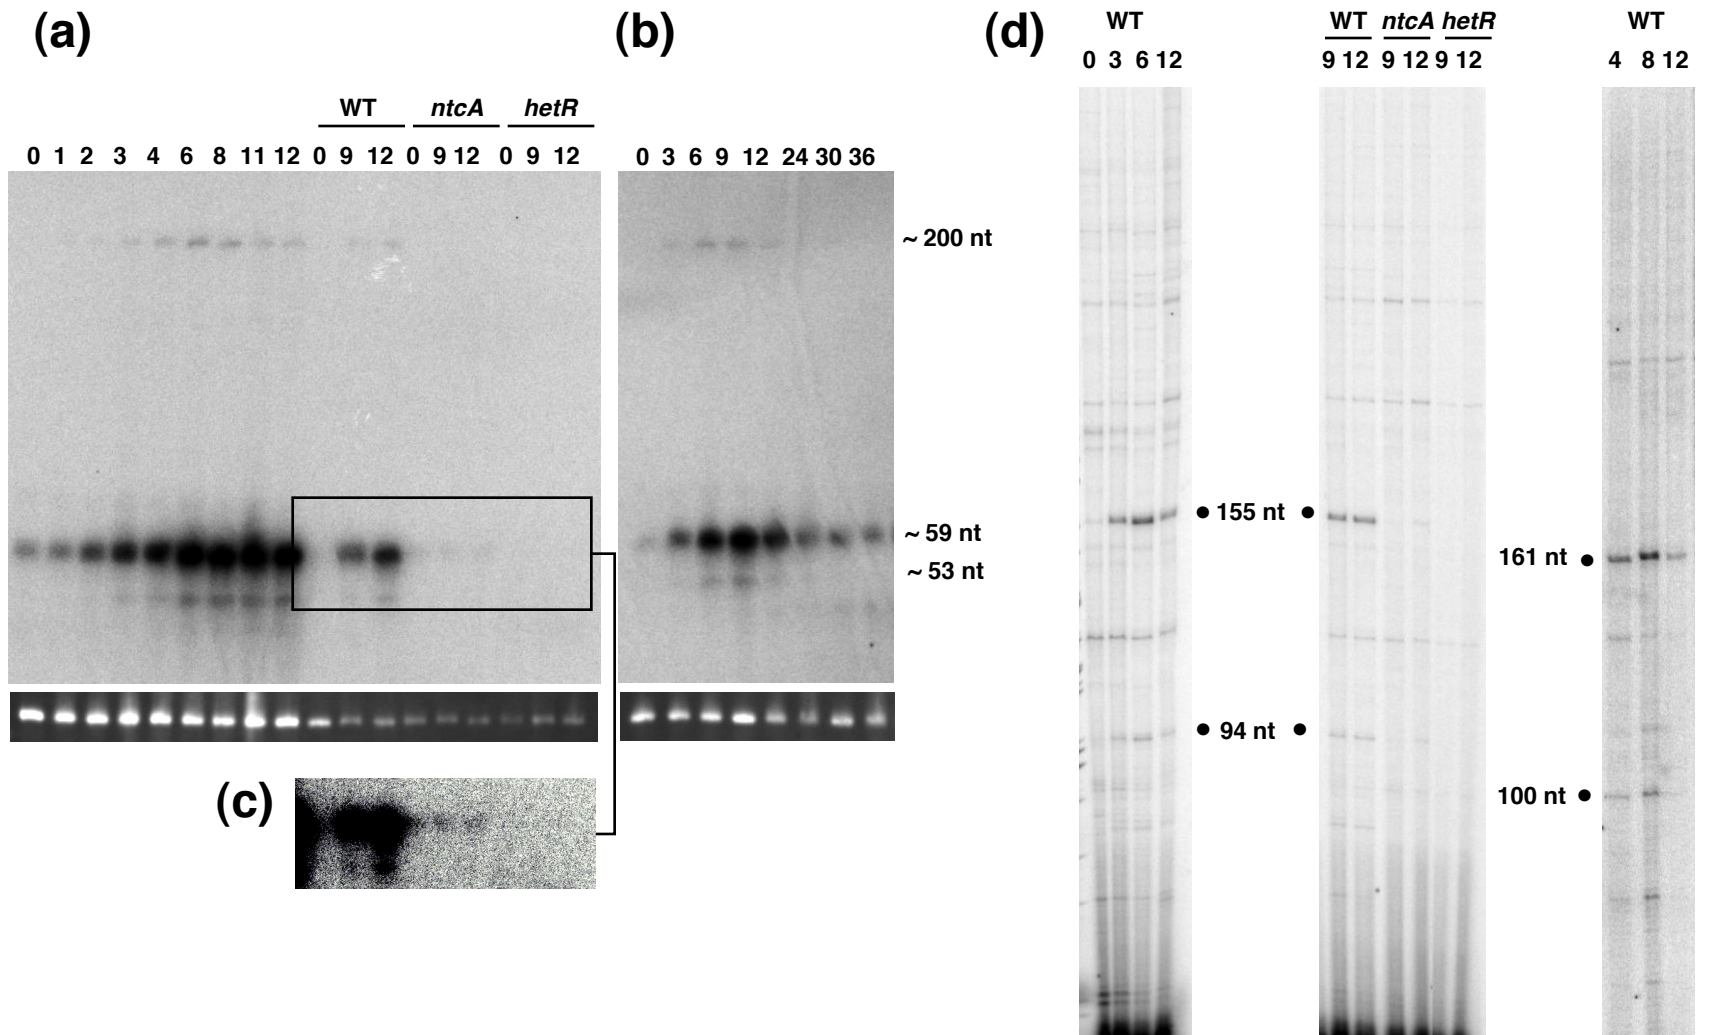 (a)
WT ntcA hetR
0 1 2 3 4 6 8 11 12 0 9 12 0 9 12 0 9 12
(b)
0 3 6 9 12 24 30 36
~ 200 nt
~ 59 nt
~ 53 nt
(c)
(d)
WT
0 3 6 12
WT ntcA hetR
9 12 9 12 9 12
WT
4 8 12
155 nt
94 nt
161 nt
100 nt